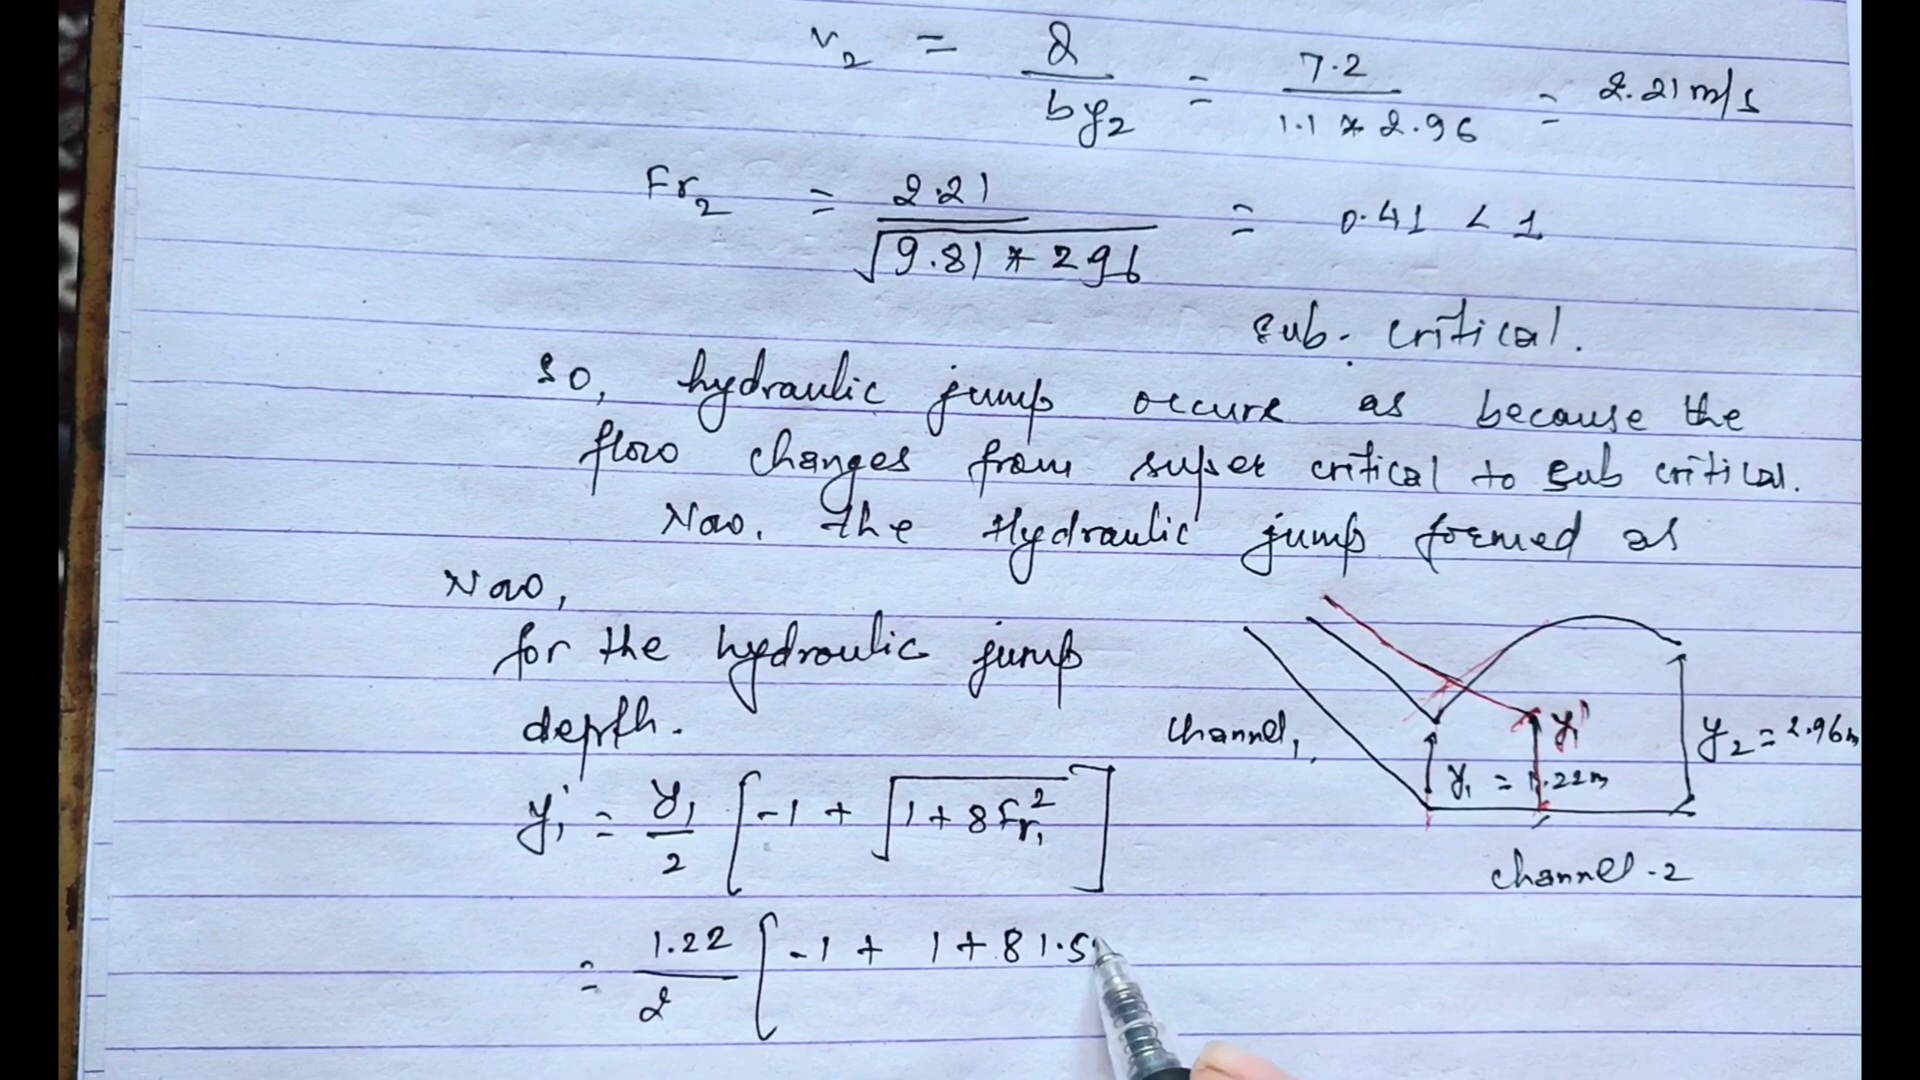 v₂ = Q / by₂ = 7.2 / 1.1 * 2.96 = 2.21 m/s
Fr₂ = 2.21 / √9.81 * 296 = 0.41 < 1
sub-critical.
so, hydraulic jump occurs as because the
flow changes from super critical to sub critical.
Now, the Hydraulic jump formed as
Now,
for the hydraulic jump
depth.
y₁' = y₁/2 [-1 + √1 + 8Fr₁²]
= 1.22/2 [-1 + 1 + 8 1.5
channel,
y₁ = 1.22m
y'
y₂ = 2.96m
channel-2